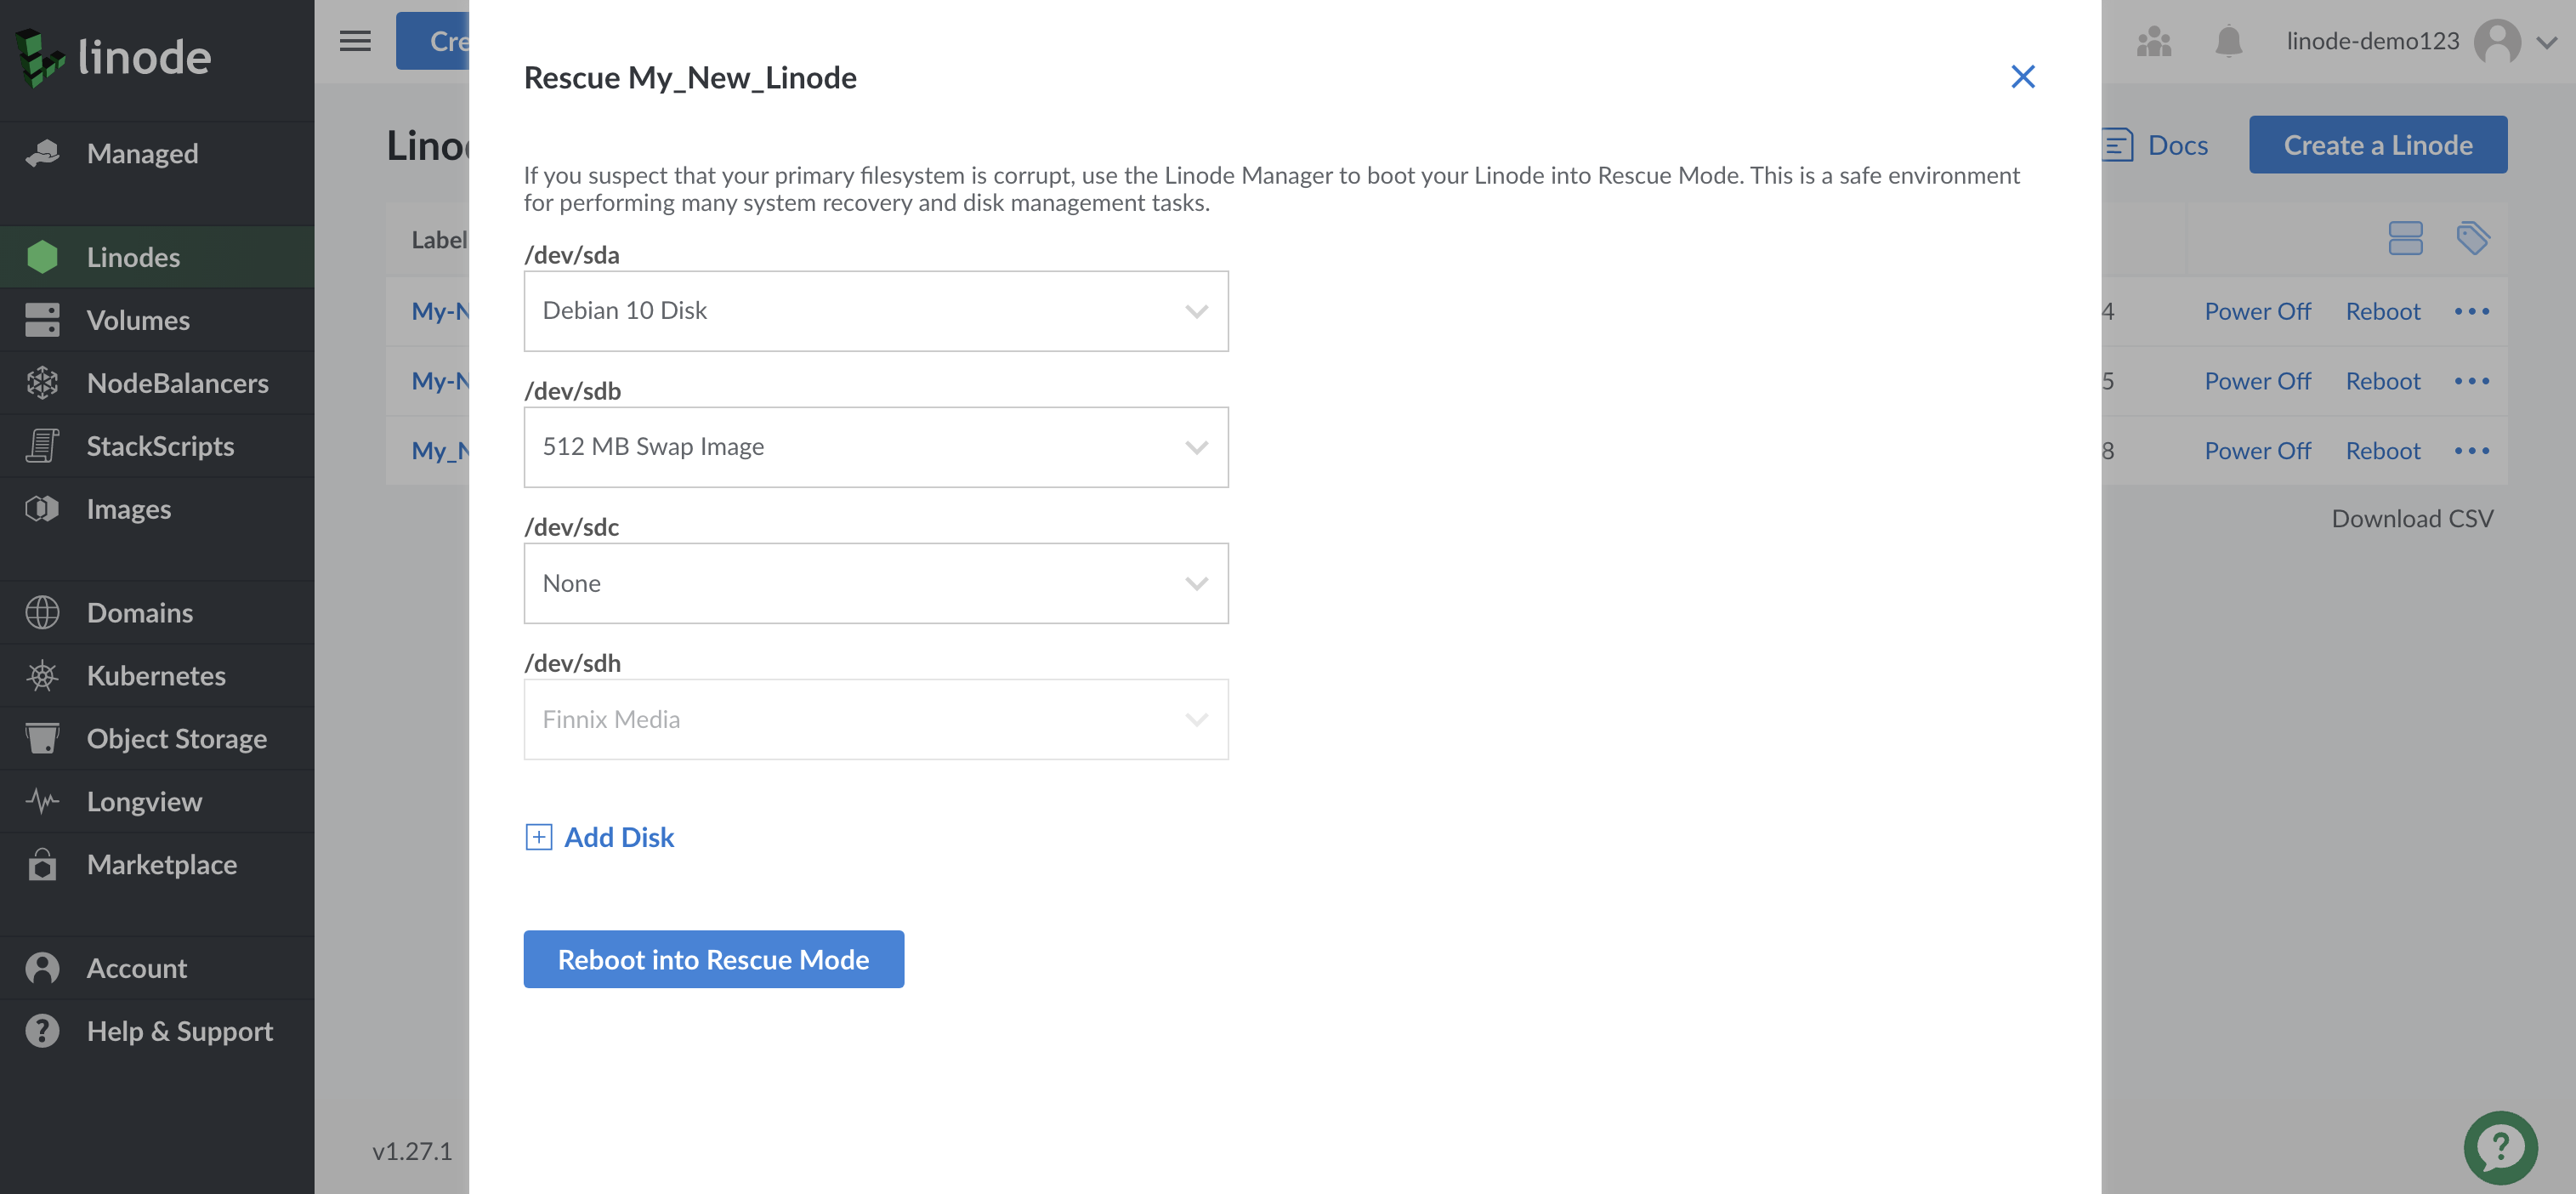 linode
Managed
Linodes
Volumes
NodeBalancers
StackScripts
Images
Domains
Kubernetes
Object Storage
Longview
Marketplace
Account
Help & Support
Cre
Lino
Label
My-N
My-N
My_N
v1.27.1
Rescue My_New_Linode
If you suspect that your primary filesystem is corrupt, use the Linode Manager to boot your Linode into Rescue Mode. This is a safe environment
for performing many system recovery and disk management tasks.
/dev/sda
Debian 10 Disk
/dev/sdb
512 MB Swap Image
/dev/sdc
None
/dev/sdh
Finnix Media
Add Disk
Reboot into Rescue Mode
linode-demo123
Docs
Create a Linode
4 Power Off Reboot
5 Power Off Reboot
8 Power Off Reboot
Download CSV